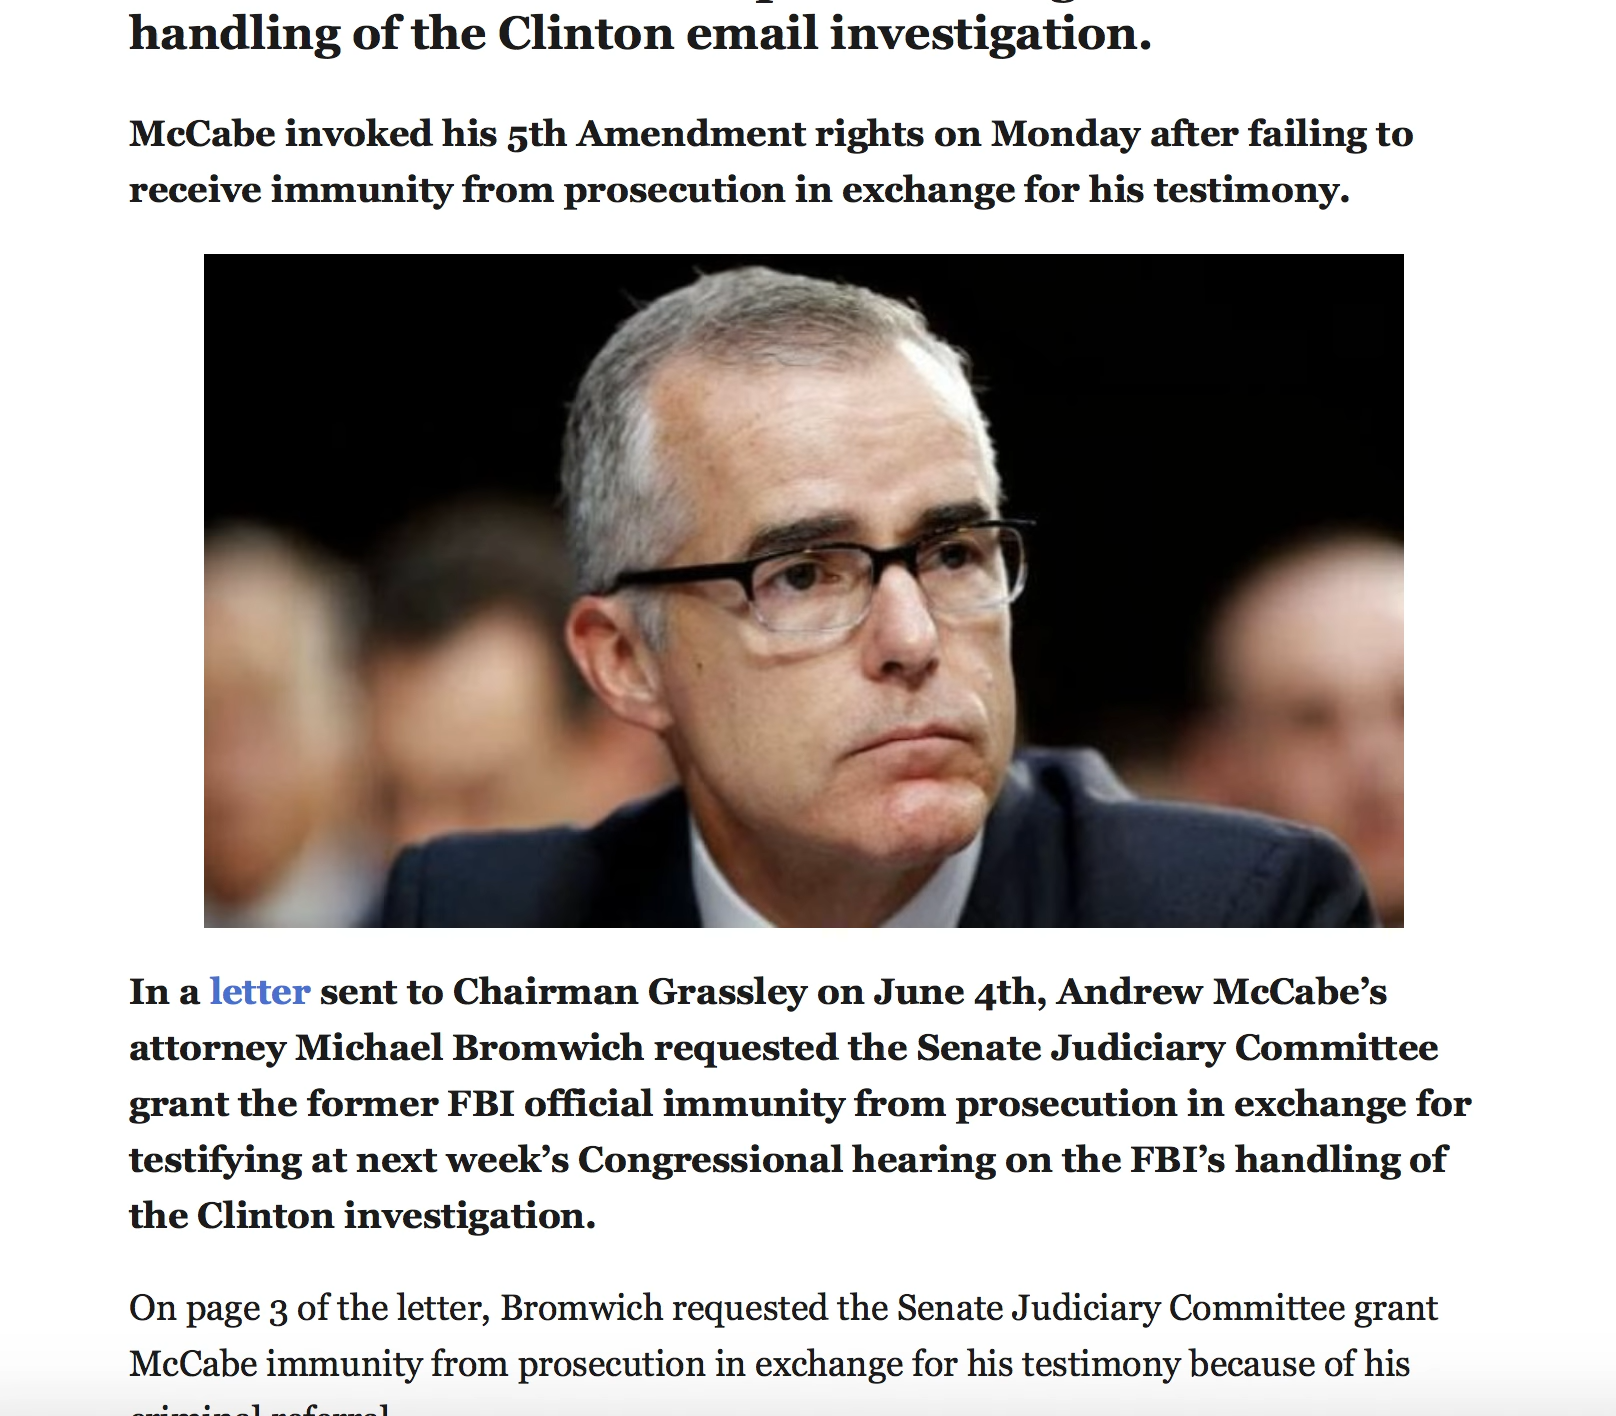 handling of the Clinton email investigation.
McCabe invoked his 5th Amendment rights on Monday after failing to
receive immunity from prosecution in exchange for his testimony.
In a letter sent to Chairman Grassley on June 4th, Andrew McCabe’s
attorney Michael Bromwich requested the Senate Judiciary Committee
grant the former FBI official immunity from prosecution in exchange for
testifying at next week’s Congressional hearing on the FBI’s handling of
the Clinton investigation.
On page 3 of the letter, Bromwich requested the Senate Judiciary Committee grant
McCabe immunity from prosecution in exchange for his testimony because of his
criminal referral